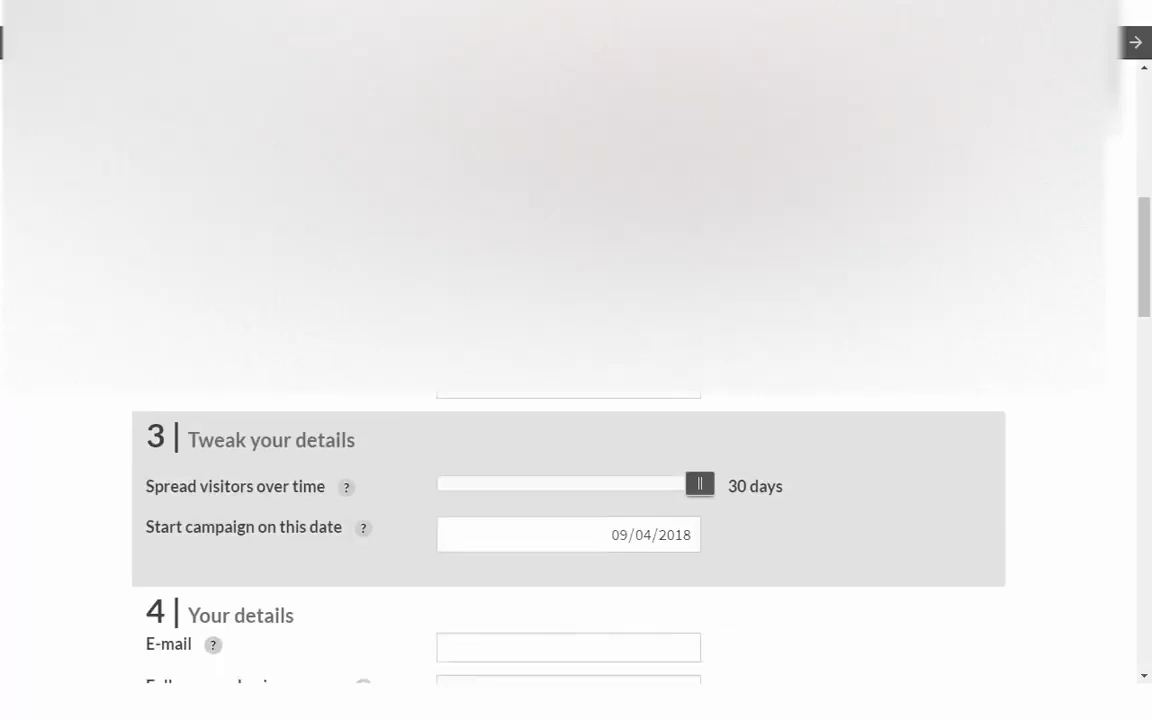 3 | Tweak your details
Spread visitors over time ? 30 days
Start campaign on this date ? 09/04/2018
4 | Your details
E-mail ?